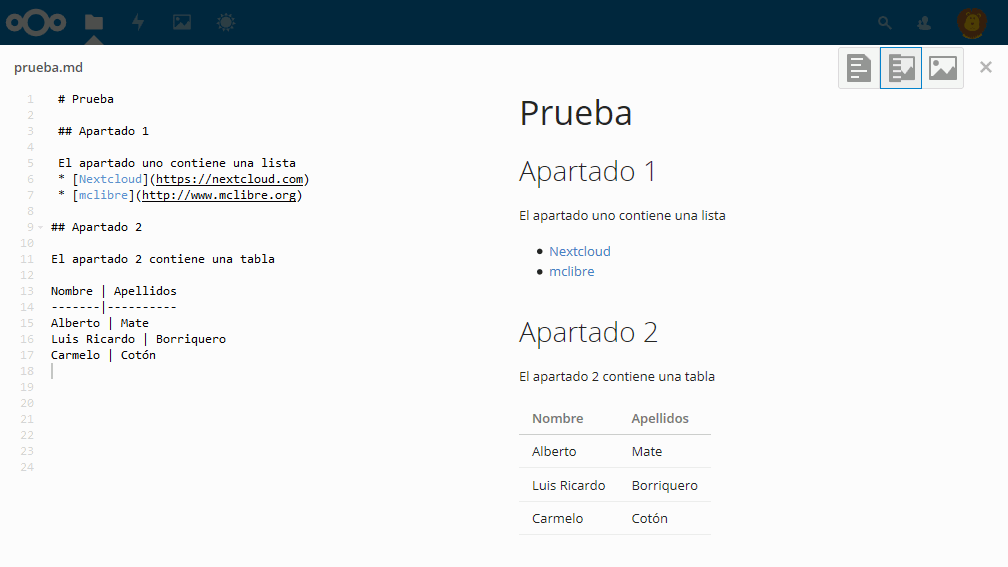 prueba.md
1 # Prueba
2
3 ## Apartado 1
4
5 El apartado uno contiene una lista
6 * [Nextcloud](https://nextcloud.com)
7 * [mclibre](http://www.mclibre.org)
8
9 ## Apartado 2
10
11 El apartado 2 contiene una tabla
12
13 Nombre | Apellidos
14 -------|----------
15 Alberto | Mate
16 Luis Ricardo | Borriquero
17 Carmelo | Cotón
18
19
20
21
22
23
24
Prueba
Apartado 1
El apartado uno contiene una lista
• Nextcloud
• mclibre
Apartado 2
El apartado 2 contiene una tabla
Nombre Apellidos
Alberto Mate
Luis Ricardo Borriquero
Carmelo Cotón